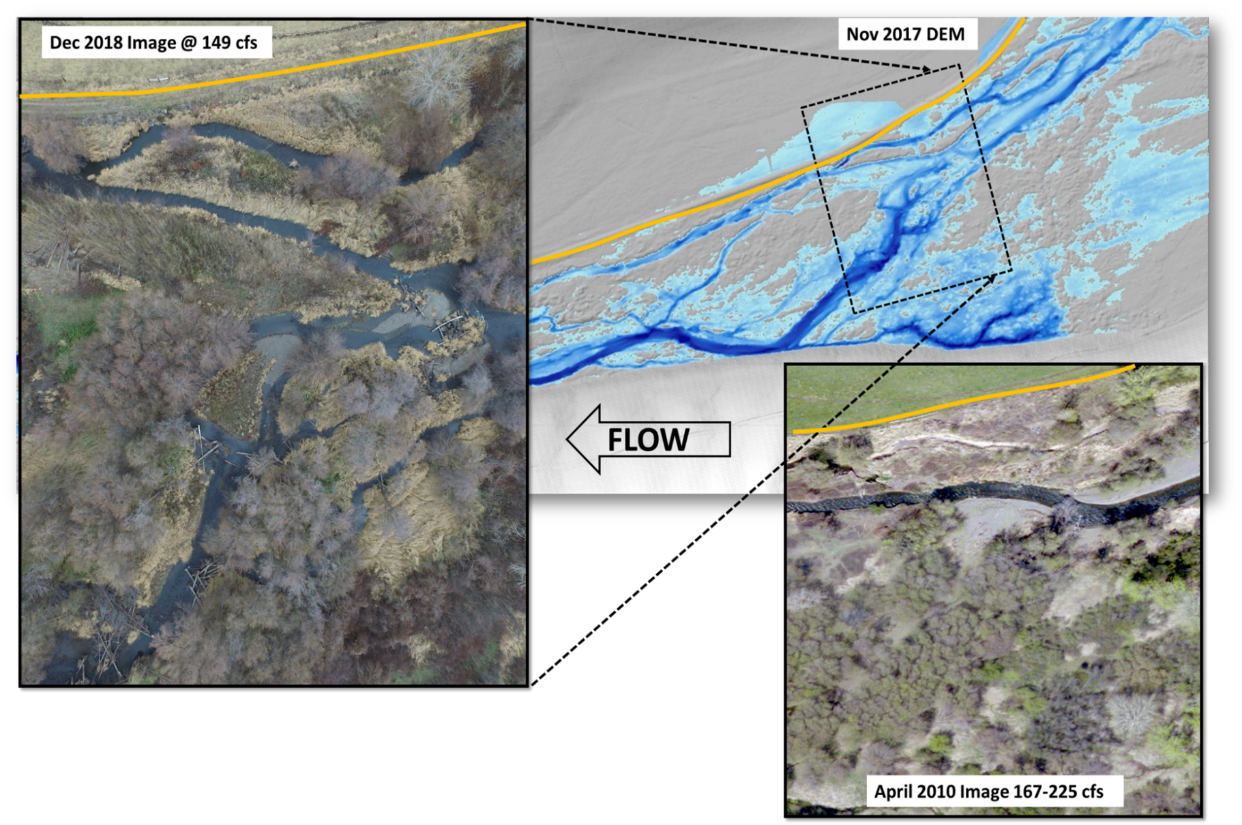 Dec 2018 Image @ 149 cfs
Nov 2017 DEM
FLOW
April 2010 Image 167-225 cfs